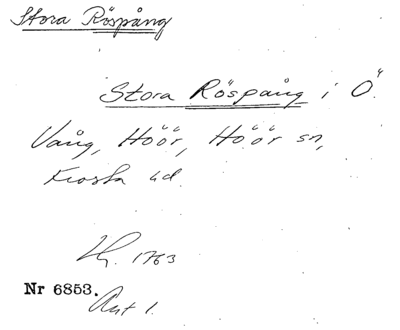 Stora Röspång
Stora Röspång i Ö.
Vång, Höör, Höör sn,
Frosta hd.
1763
Nr 6853. Akt 1.